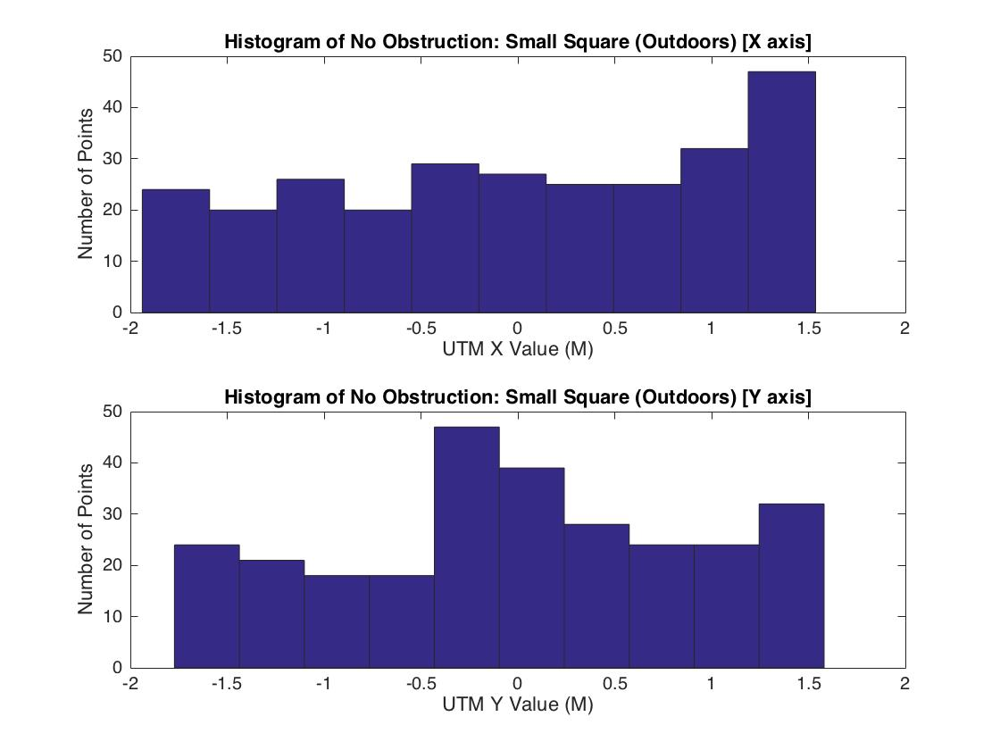 Histogram of No Obstruction: Small Square (Outdoors) [X axis]
50
40
30
20
10
0
Number of Points
-2 -1.5 -1 -0.5 0 0.5 1 1.5 2
UTM X Value (M)
Histogram of No Obstruction: Small Square (Outdoors) [Y axis]
50
40
30
20
10
0
Number of Points
-2 -1.5 -1 -0.5 0 0.5 1 1.5 2
UTM Y Value (M)